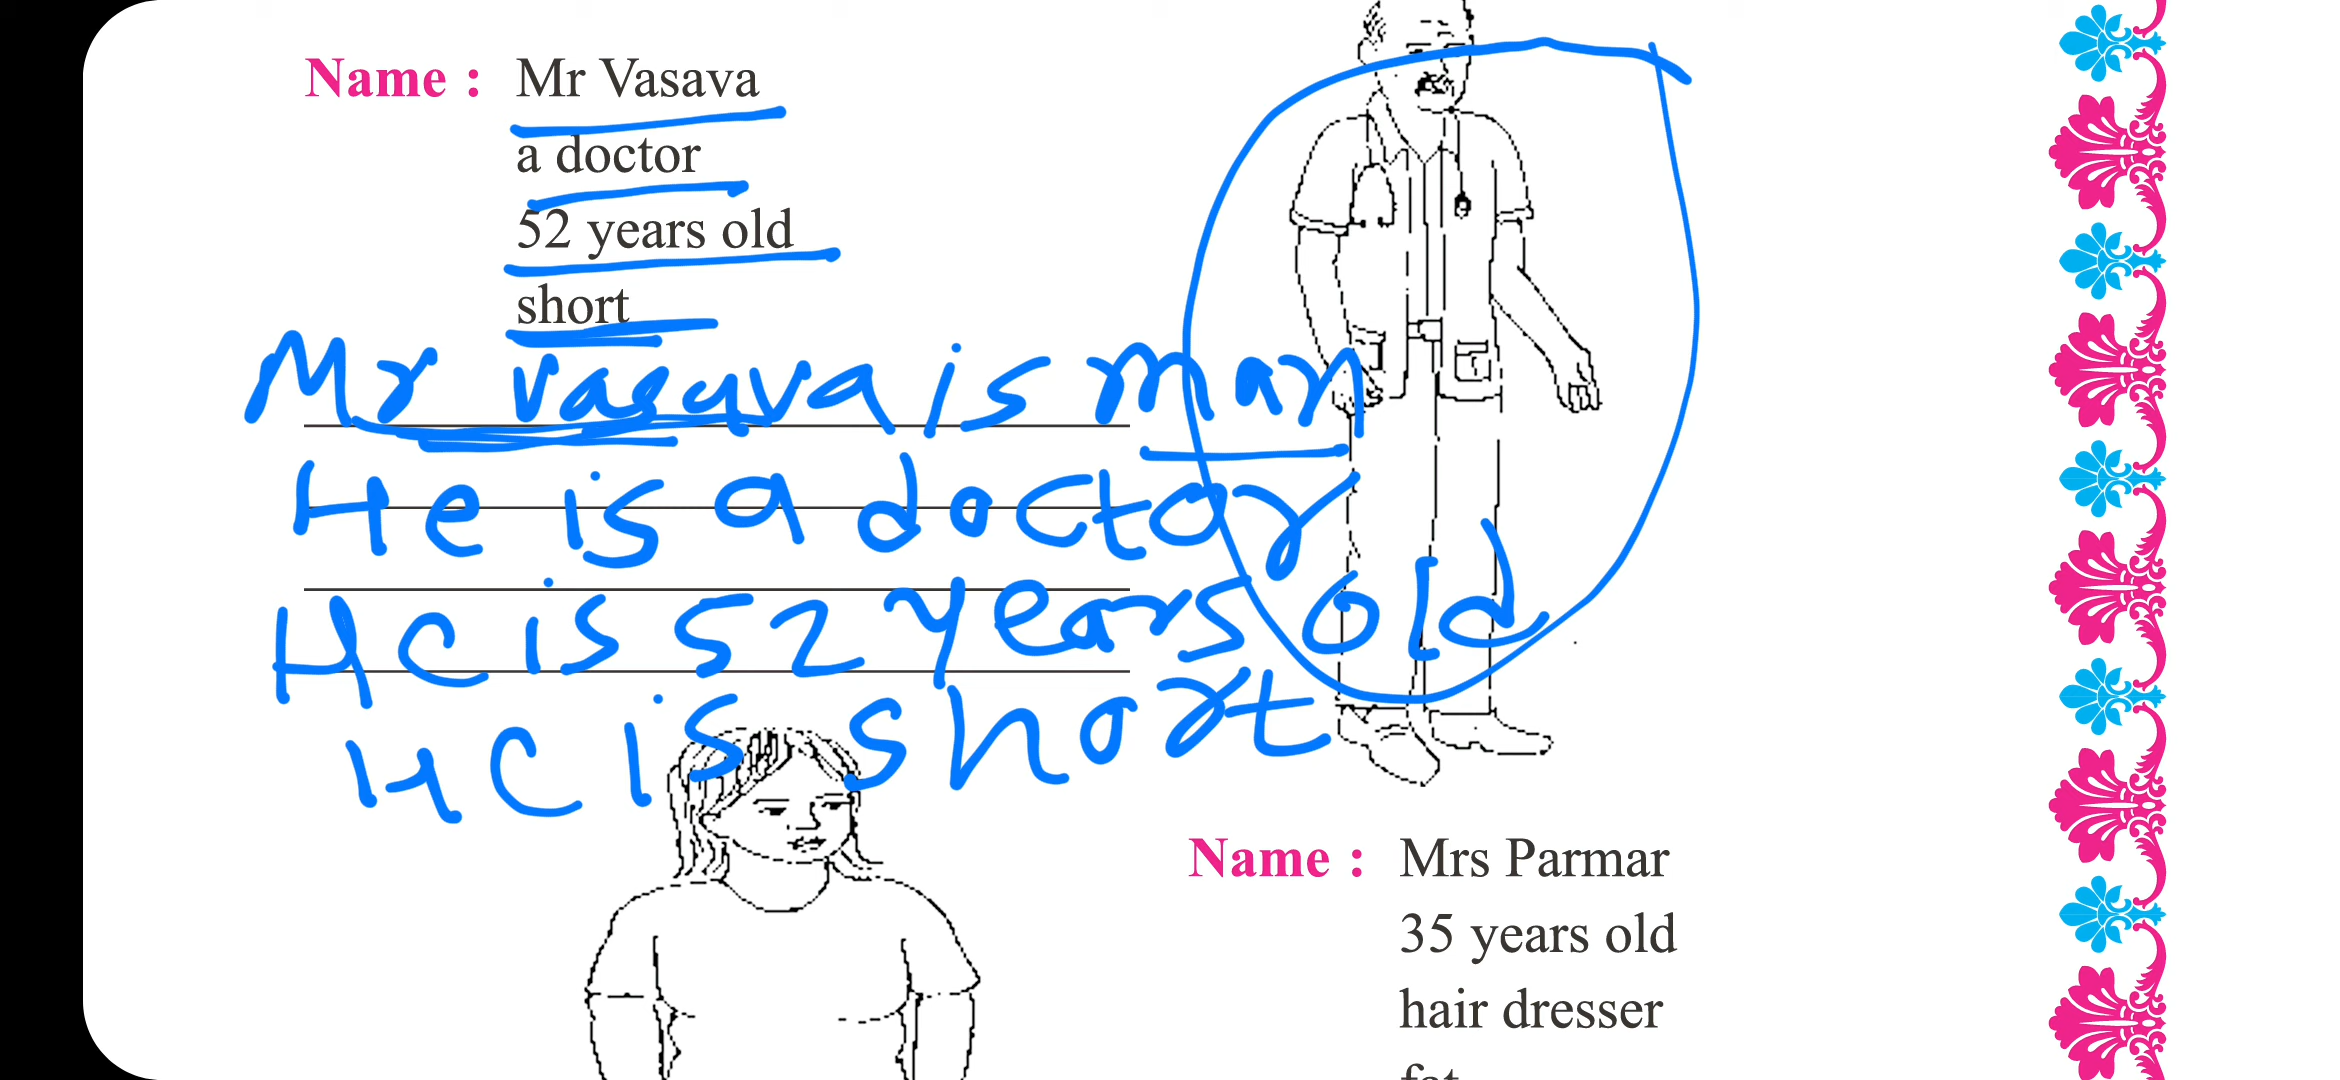 Name : Mr Vasava
a doctor
52 years old
short
Mr vasava is man
He is a doctor
He is 52 years old
He is short
Name : Mrs Parmar
35 years old
hair dresser
fat